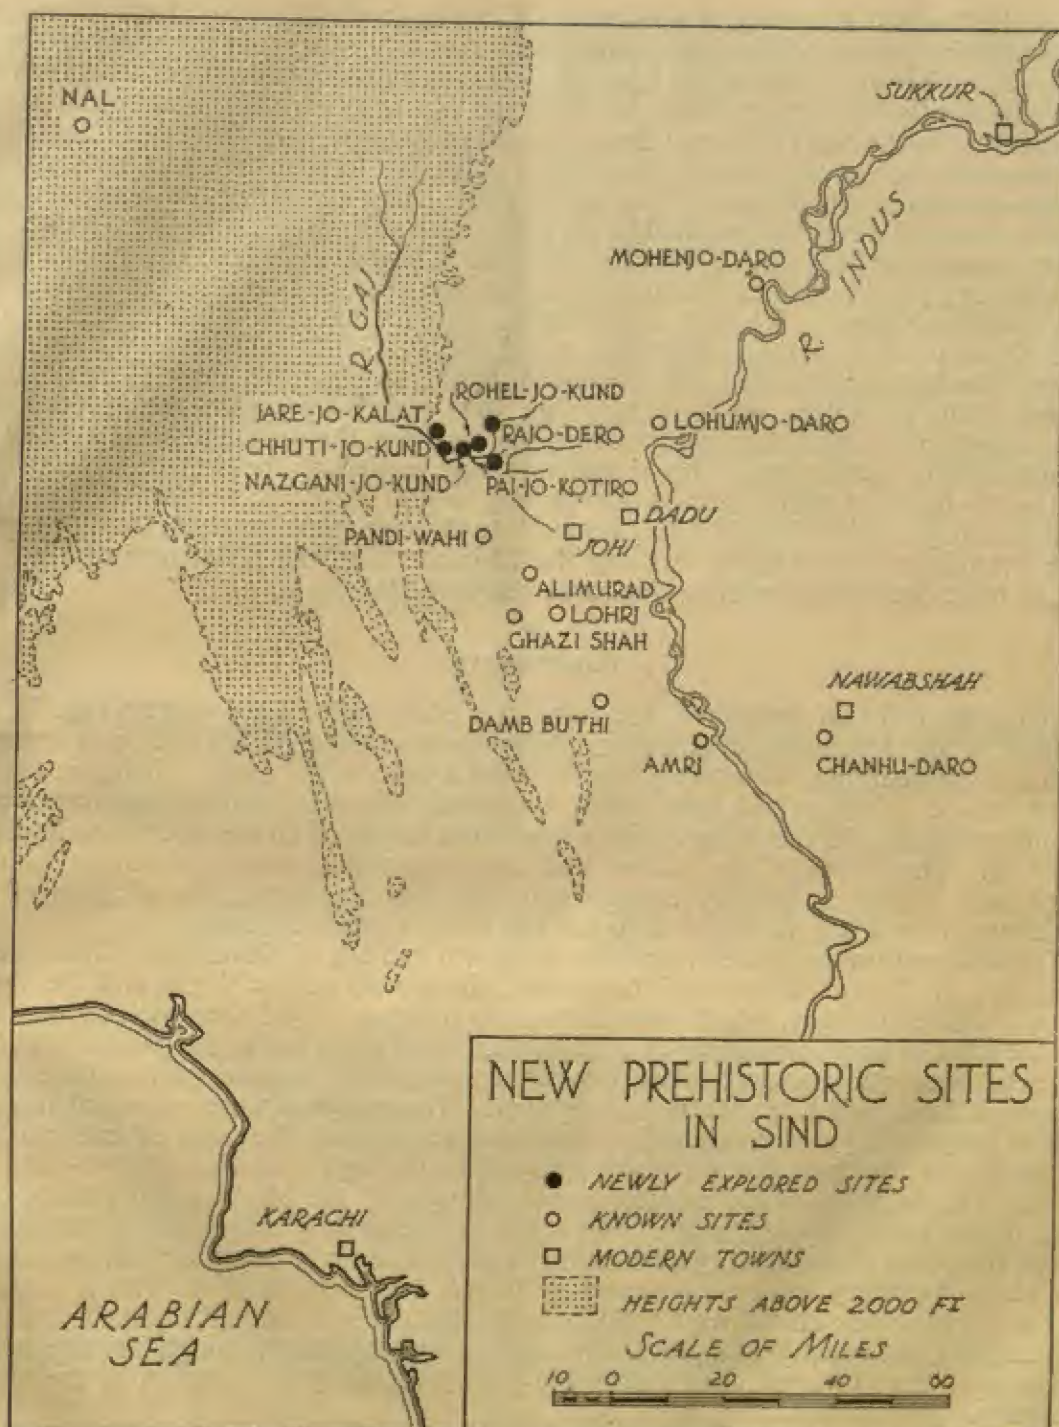 NAL
SUKKUR
MOHENJO-DARO
R. INDUS
R GAJ
ROHEL-JO-KUND
JARE-JO-KALAT
LOHUMJO-DARO
RAJO-DERO
CHHUTI-JO-KUND
NAZGANI-JO-KUND
PAI-JO-KOTIRO
DADU
PANDI-WAHI
JOHI
ALIMURAD
LOHRI
GHAZI SHAH
NAWABSHAH
DAMB BUTHI
AMRI
CHANHU-DARO
NEW PREHISTORIC SITES
IN SIND
NEWLY EXPLORED SITES
KNOWN SITES
MODERN TOWNS
HEIGHTS ABOVE 2000 FT
SCALE OF MILES
10 0 20 40 60
KARACHI
ARABIAN
SEA